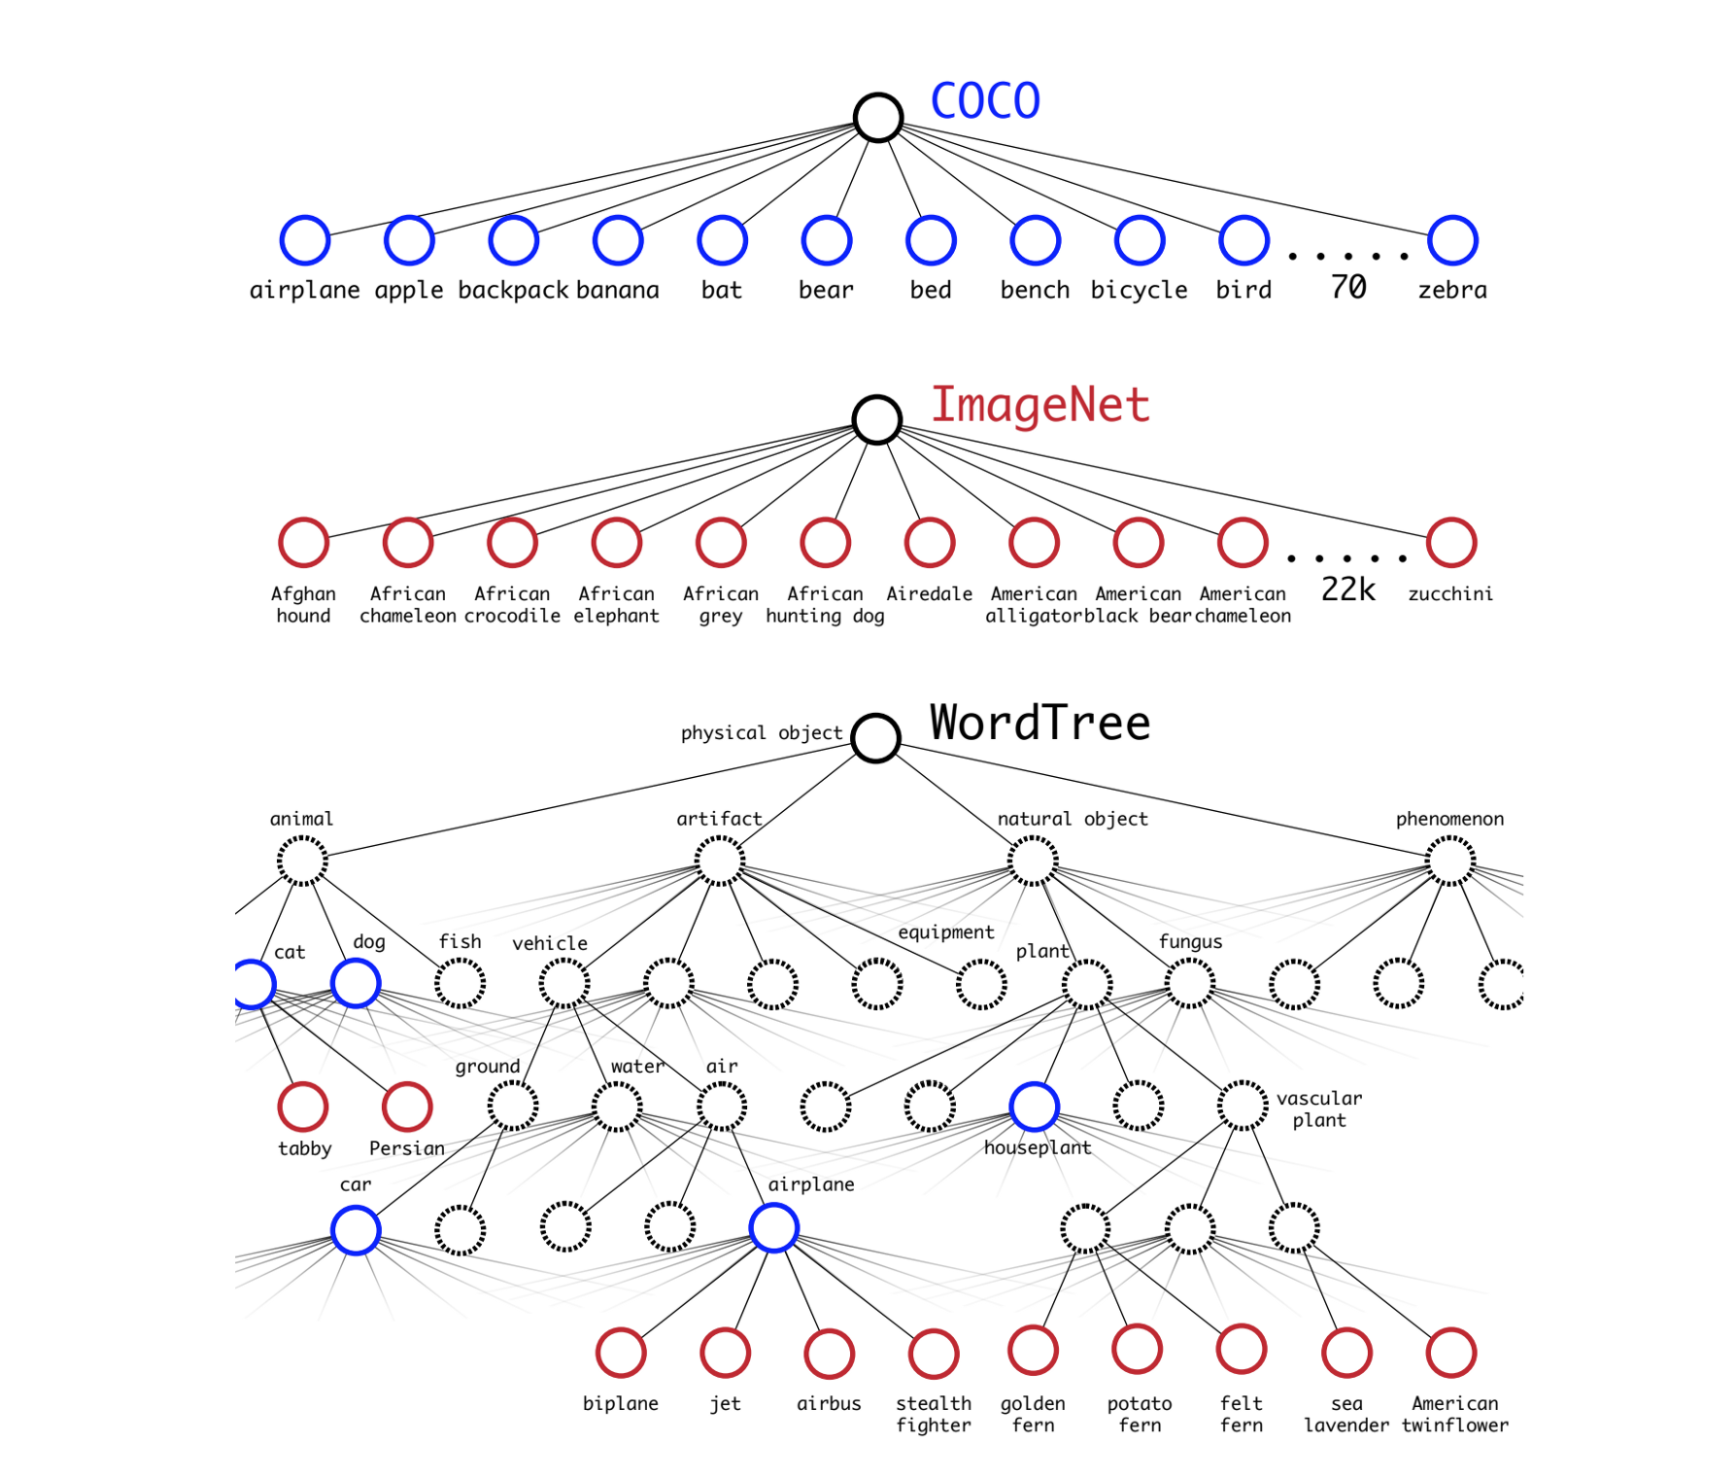 COCO
airplane apple backpack banana bat bear bed bench bicycle bird 70 zebra
ImageNet
Afghan African African African African African Airedale American American American 22k zucchini
hound chameleon crocodile elephant grey hunting dog alligator black bear chameleon
WordTree
physical object
animal artifact natural object phenomenon
cat dog fish vehicle equipment plant fungus
ground water air
vascular
plant
tabby Persian houseplant
car airplane
biplane jet airbus stealth golden potato felt sea American
fighter fern fern fern lavender twinflower